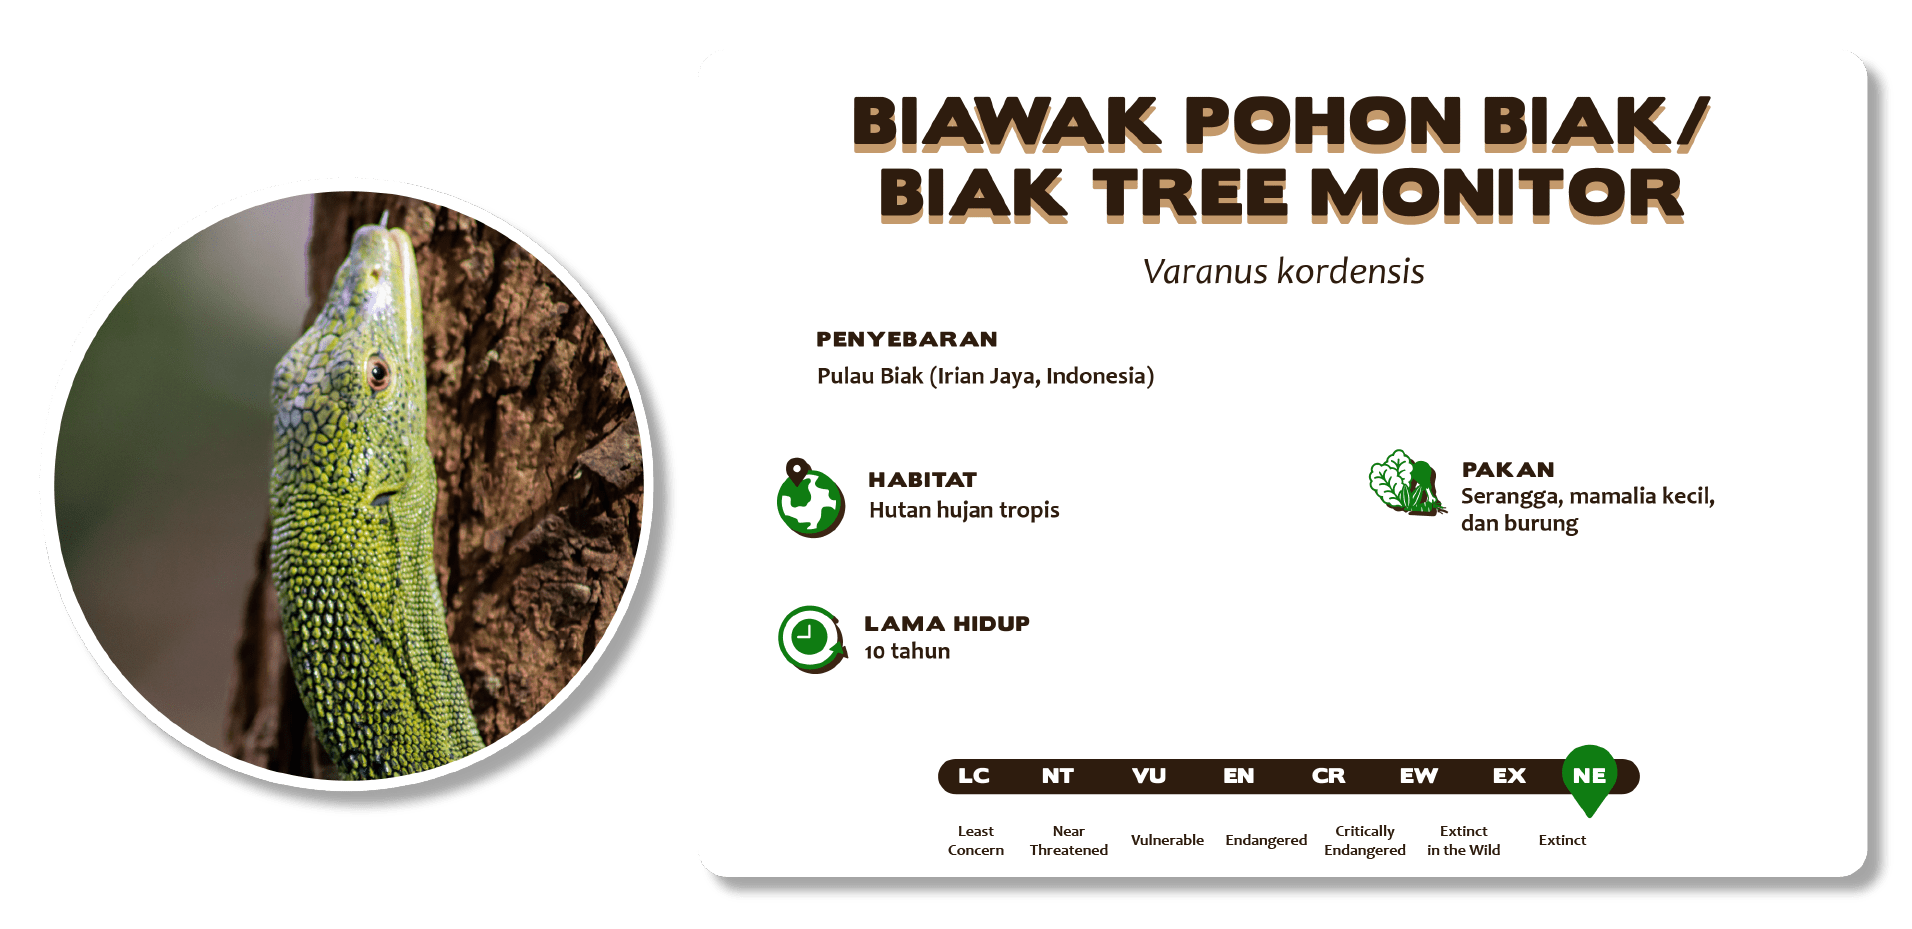 BIAWAK POHON BIAK/
BIAK TREE MONITOR
Varanus kordensis
PENYEBARAN
Pulau Biak (Irian Jaya, Indonesia)
HABITAT
Hutan hujan tropis
PAKAN
Serangga, mamalia kecil,
dan burung
LAMA HIDUP
10 tahun
LC NT VU EN CR EW EX NE
Least Concern
Near Threatened
Vulnerable
Endangered
Critically Endangered
Extinct in the Wild
Extinct